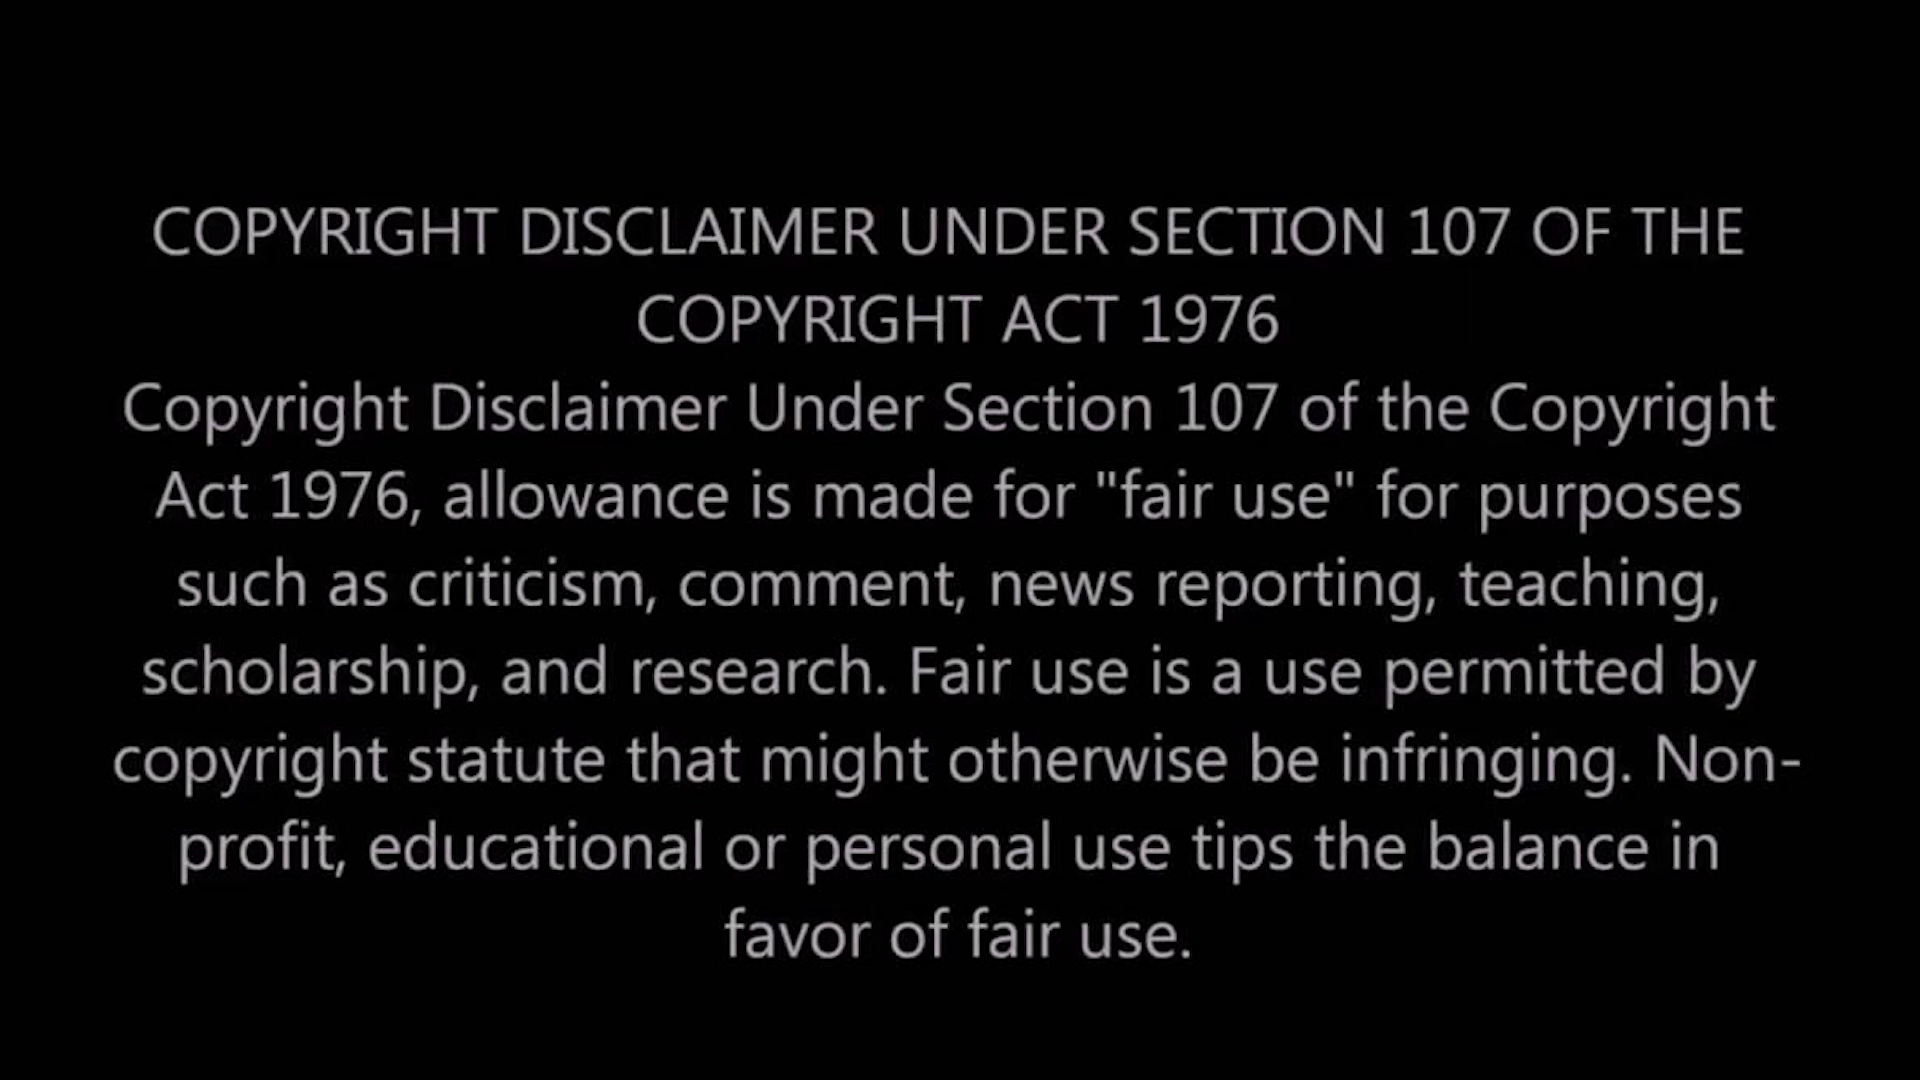 COPYRIGHT DISCLAIMER UNDER SECTION 107 OF THE
COPYRIGHT ACT 1976
Copyright Disclaimer Under Section 107 of the Copyright
Act 1976, allowance is made for "fair use" for purposes
such as criticism, comment, news reporting, teaching,
scholarship, and research. Fair use is a use permitted by
copyright statute that might otherwise be infringing. Non-
profit, educational or personal use tips the balance in
favor of fair use.